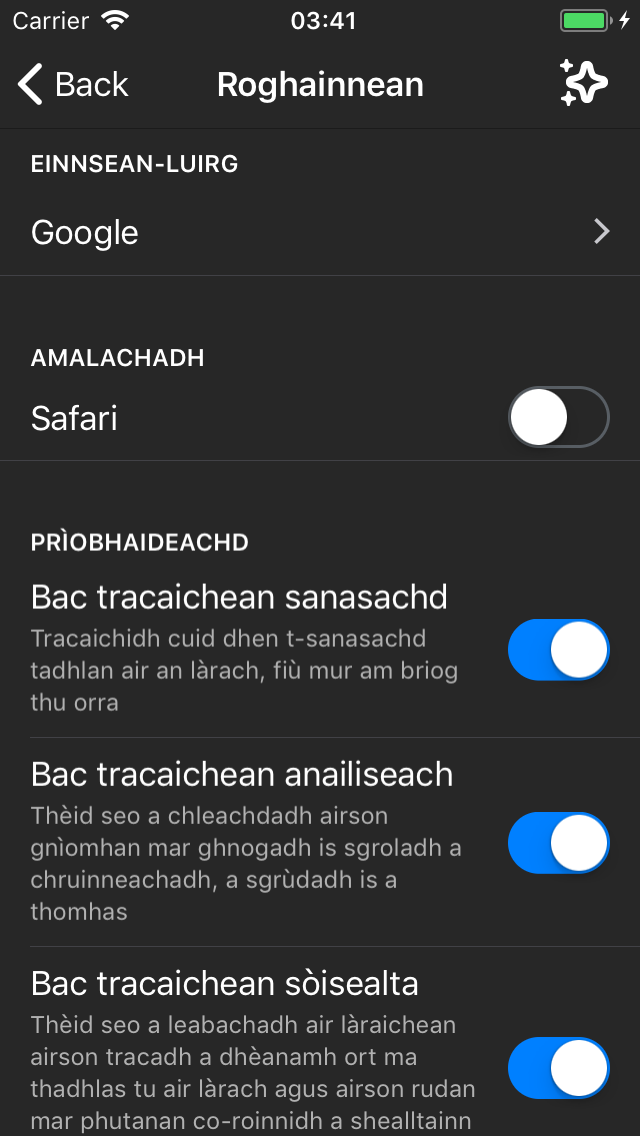 Carrier 03:41
Back Roghainnean
EINNSEAN-LUIRG
Google
AMALACHADH
Safari
PRÌOBHAIDEACHD
Bac tracaichean sanasachd
Tracaichidh cuid dhen t-sanasachd
tadhlan air an làrach, fiù mur am briog
thu orra
Bac tracaichean anailiseach
Thèid seo a chleachdadh airson
gnìomhan mar ghnogadh is sgroladh a
chruinneachadh, a sgrùdadh is a
thomhas
Bac tracaichean sòisealta
Thèid seo a leabachadh air làraichean
airson tracadh a dhèanamh ort ma
thadhlas tu air làrach agus airson rudan
mar phutanan co-roinnidh a shealltainn